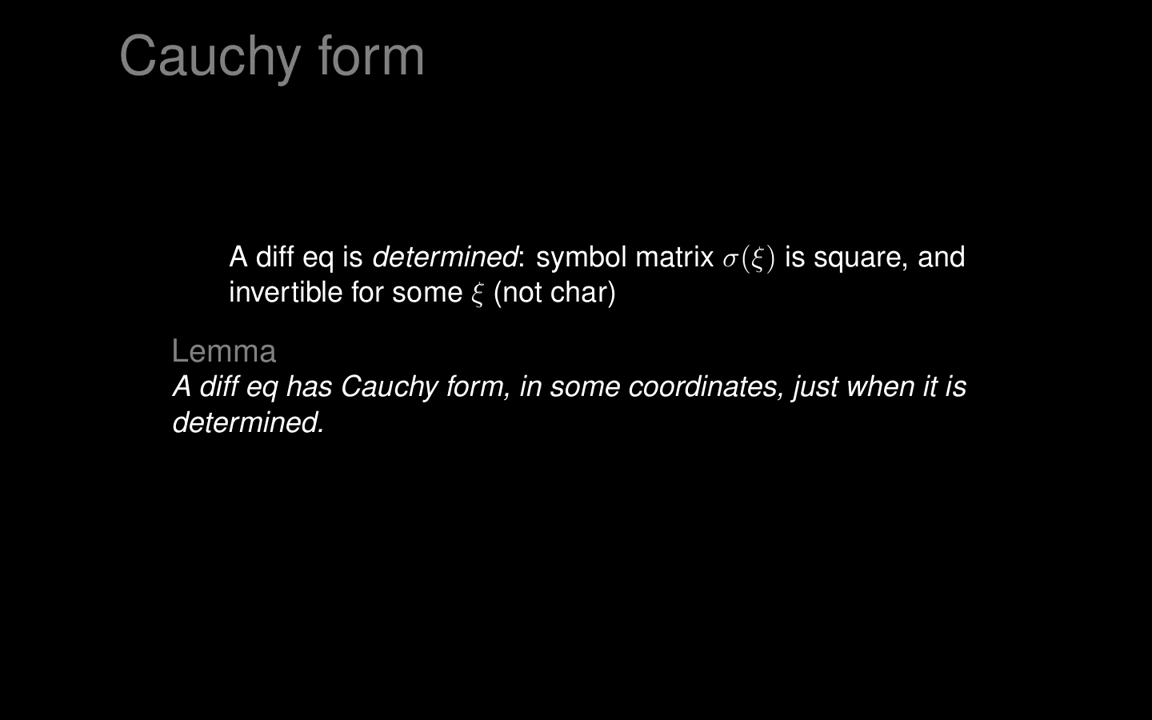 Cauchy form
A diff eq is determined: symbol matrix σ(ξ) is square, and
invertible for some ξ (not char)
Lemma
A diff eq has Cauchy form, in some coordinates, just when it is
determined.